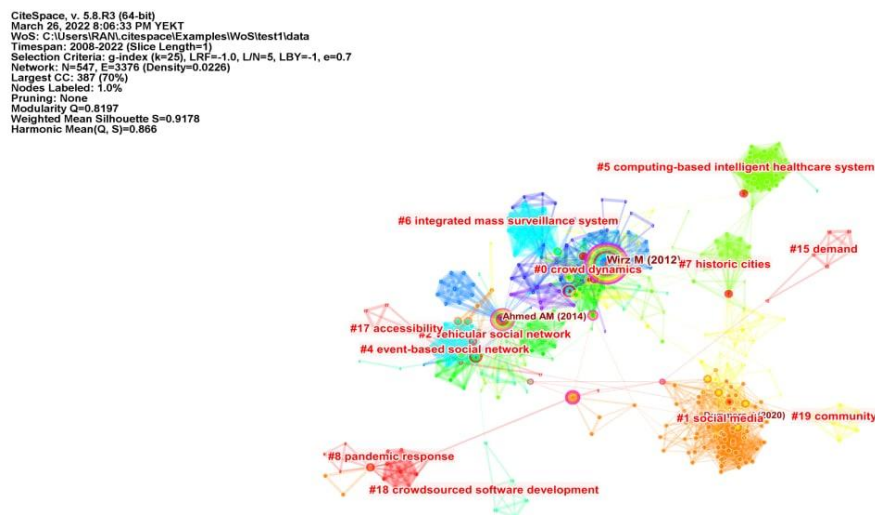 CiteSpace, v. 5.8.R3 (64-bit)
March 26, 2022 8:06:33 PM YEKT
WoS: C:\Users\RAN\.citespace\Examples\WoS\test1\data
Timespan: 2008-2022 (Slice Length=1)
Selection Criteria: g-index (k=25), LRF=-1.0, L/N=5, LBY=-1, e=0.7
Network: N=547, E=3376 (Density=0.0226)
Largest CC: 387 (70%)
Nodes Labeled: 1.0%
Pruning: None
Modularity Q=0.8197
Weighted Mean Silhouette S=0.9178
Harmonic Mean(Q, S)=0.866
#5 computing-based intelligent healthcare system
#6 integrated mass surveillance system
#15 demand
Wirz M (2012)
#7 historic cities
#0 crowd dynamics
Ahmed AM (2014)
#17 accessibility
#2 vehicular social network
#4 event-based social network
#1 social media
(2020)
#19 community
#8 pandemic response
#18 crowdsourced software development